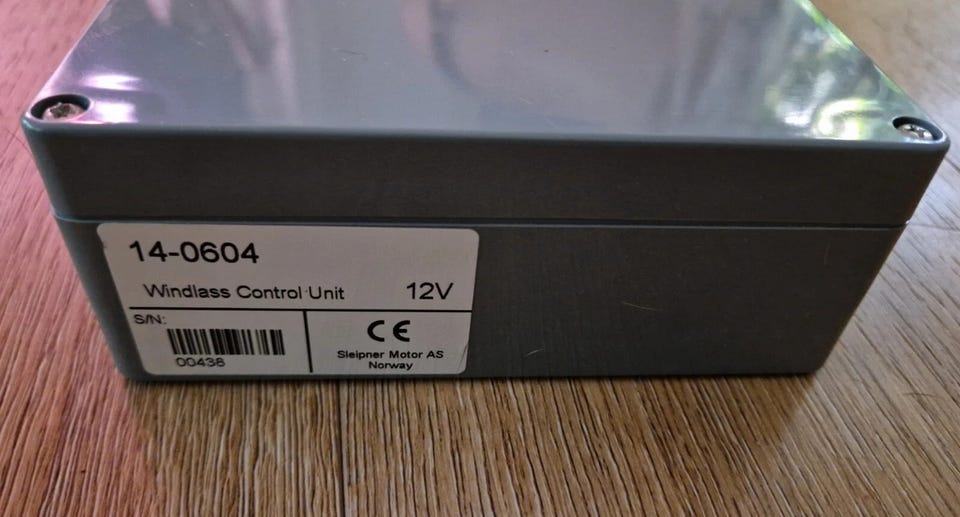 14-0604
Windlass Control Unit 12V
S/N:
00438
CE
Sleipner Motor AS
Norway